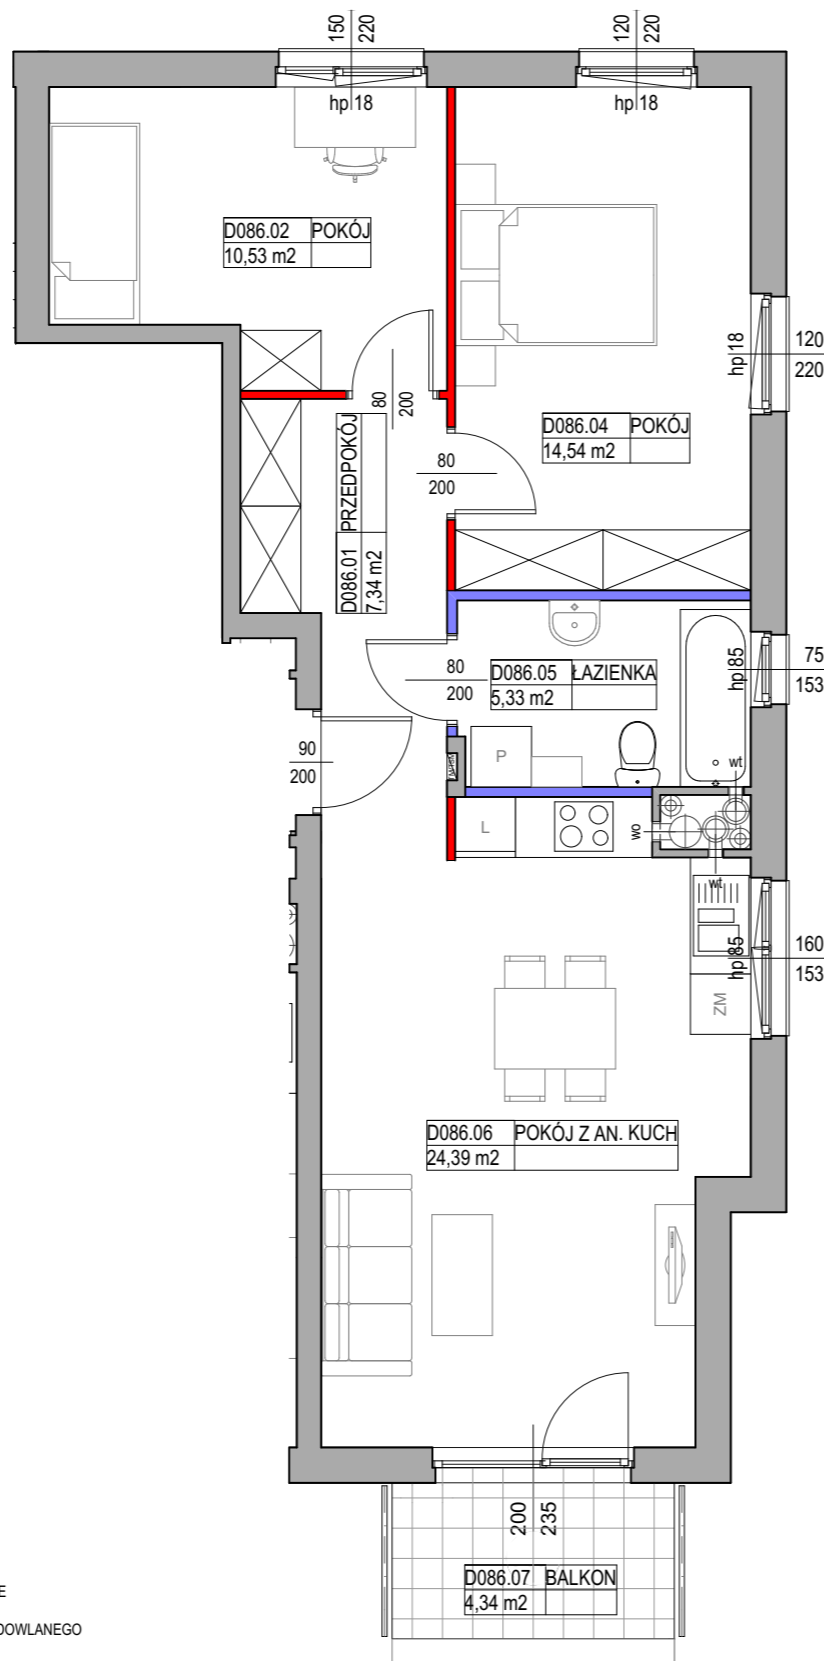 150
220
hp 18
120
220
hp 18
D086.02 POKÓJ
10,53 m2
hp 18
120
220
80
200
D086.04 POKÓJ
14,54 m2
80
200
D086.01 PRZEDPOKÓJ
7,34 m2
80
200
D086.05 ŁAZIENKA
5,33 m2
hp 85
75
153
90
200
P
wt
L
wo
wt
hp 85
160
153
ZM
D086.06 POKÓJ Z AN. KUCH
24,39 m2
200
235
D086.07 BALKON
4,34 m2
E
DOWLANEGO